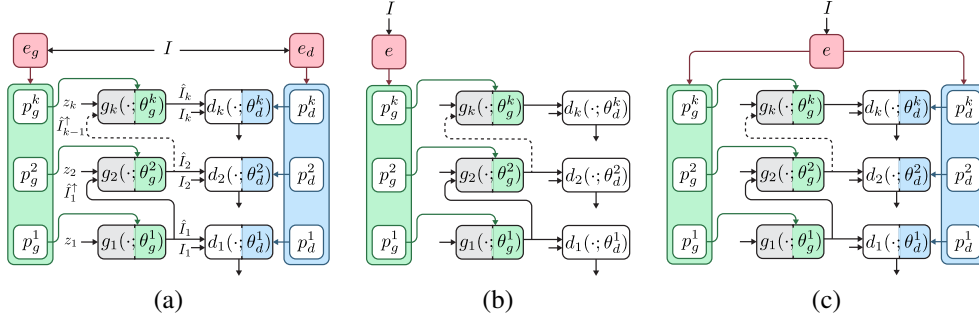 e_g I e_d
p_g^k z_k g_k(·;θ_g^k) Î_k I_k d_k(·;θ_d^k) p_d^k
Î_{k-1}^↑
p_g^2 z_2 g_2(·;θ_g^2) Î_2 I_2 d_2(·;θ_d^2) p_d^2
Î_1^↑
p_g^1 z_1 g_1(·;θ_g^1) Î_1 I_1 d_1(·;θ_d^1) p_d^1
(a)
I
e
p_g^k g_k(·;θ_g^k) d_k(·;θ_d^k)
p_g^2 g_2(·;θ_g^2) d_2(·;θ_d^2)
p_g^1 g_1(·;θ_g^1) d_1(·;θ_d^1)
(b)
I
e
p_g^k g_k(·;θ_g^k) d_k(·;θ_d^k) p_d^k
p_g^2 g_2(·;θ_g^2) d_2(·;θ_d^2) p_d^2
p_g^1 g_1(·;θ_g^1) d_1(·;θ_d^1) p_d^1
(c)